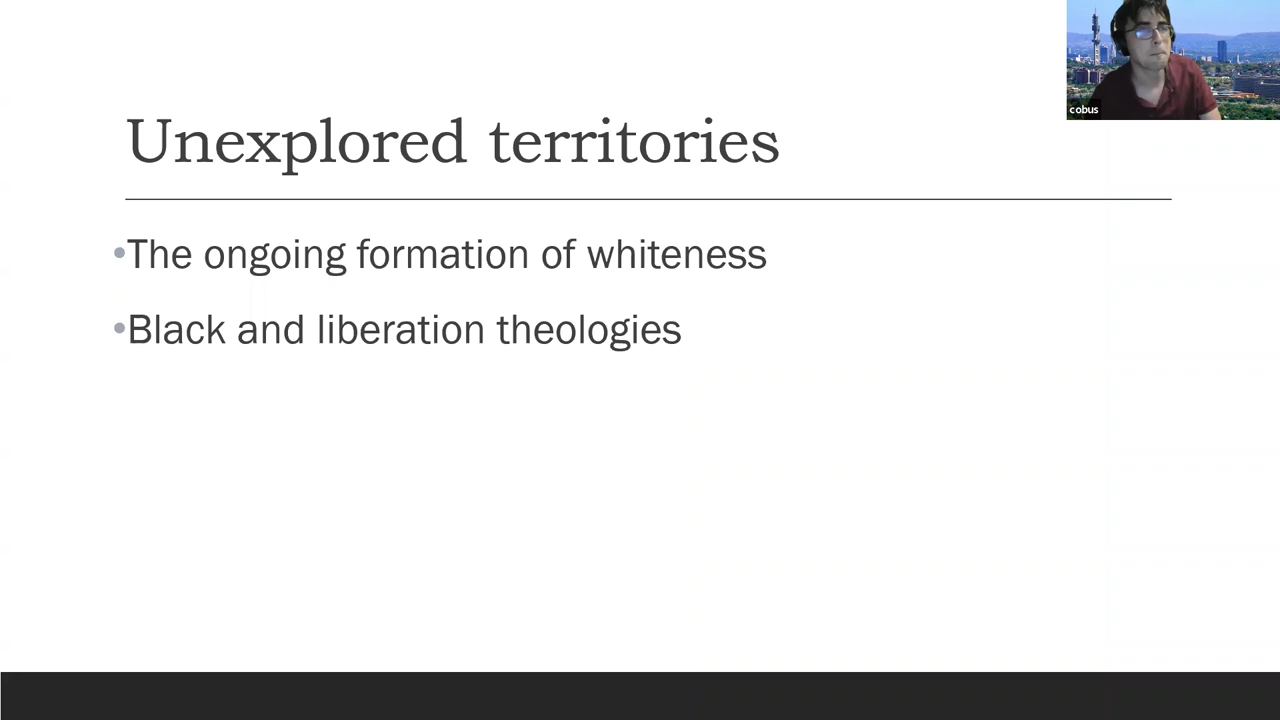 cobus
Unexplored territories
•The ongoing formation of whiteness
•Black and liberation theologies